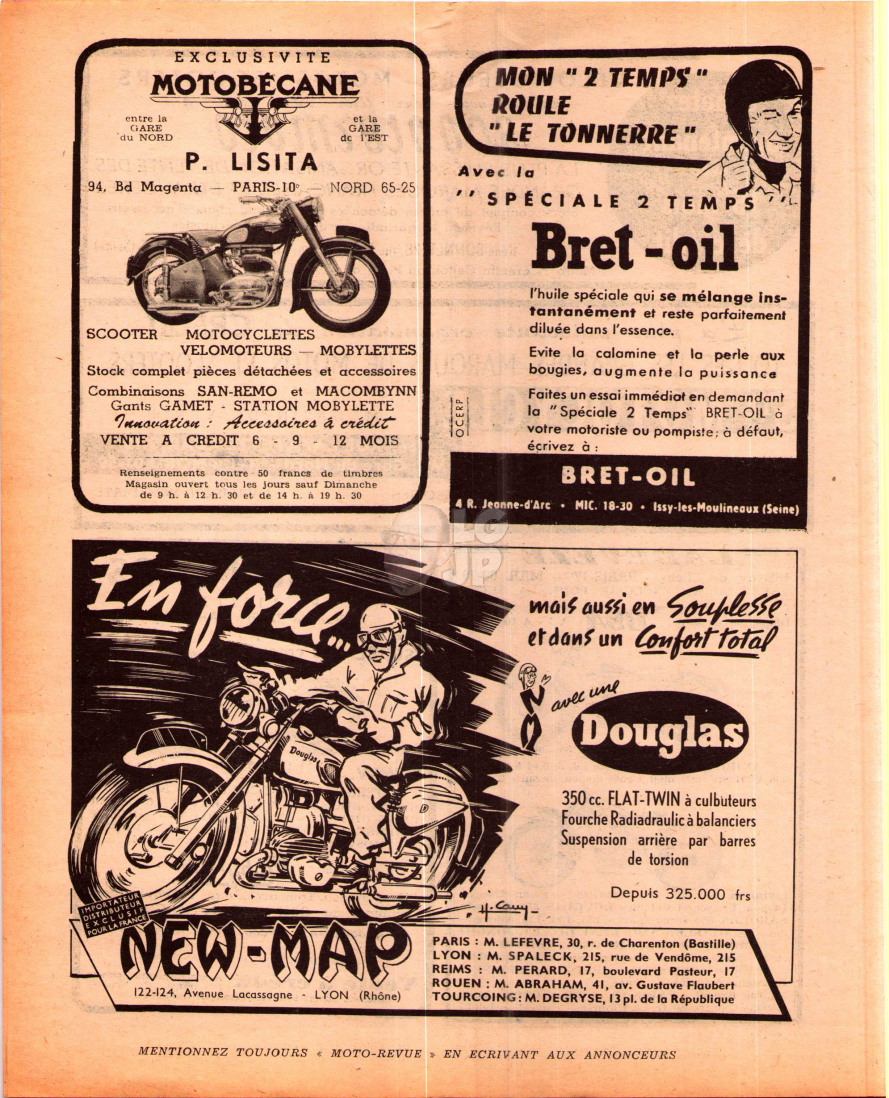 EXCLUSIVITE
MOTOBÉCANE
entre la
GARE
du NORD
et la
GARE
de l'EST
P. LISITA
94, Bd Magenta — PARIS-10e — NORD 65-25
SCOOTER - MOTOCYCLETTES
VELOMOTEURS — MOBYLETTES
Stock complet pièces détachées et accessoires
Combinaisons SAN-REMO et MACOMBYNN
Gants GAMET - STATION MOBYLETTE
Innovation : Accessoires à crédit
VENTE A CREDIT 6 - 9 - 12 MOIS
Renseignements contre 50 francs de timbres
Magasin ouvert tous les jours sauf Dimanche
de 9 h. à 12 h. 30 et de 14 h. à 19 h. 30
MON "2 TEMPS"
ROULE
"LE TONNERRE"
Avec la
"SPÉCIALE 2 TEMPS"
Bret-oil
l'huile spéciale qui se mélange ins-
tantanément et reste parfaitement
diluée dans l'essence.
Evite la calamine et la perle aux
bougies, augmente la puissance
Faites un essai immédiat en demandant
la "Spéciale 2 Temps" BRET-OIL à
votre motoriste ou pompiste; à défaut,
écrivez à :
OCERP
BRET-OIL
4 R. Jeanne-d'Arc • MIC. 18-30 • Issy-les-Moulineaux (Seine)
LG
JP
En force...
mais aussi en Souplesse
et dans un Confort total
avec une
Douglas
Douglas
D
350 cc. FLAT-TWIN à culbuteurs
Fourche Radiadraulic à balanciers
Suspension arrière par barres
de torsion
Depuis 325.000 frs
H. Cany
IMPORTATEUR
DISTRIBUTEUR
EXCLUSIF
POUR LA FRANCE
NEW-MAP
122-124, Avenue Lacassagne - LYON (Rhône)
PARIS : M. LEFEVRE, 30, r. de Charenton (Bastille)
LYON : M. SPALECK, 215, rue de Vendôme, 215
REIMS : M. PERARD, 17, boulevard Pasteur, 17
ROUEN : M. ABRAHAM, 41, av. Gustave Flaubert
TOURCOING : M. DEGRYSE, 13 pl. de la République
MENTIONNEZ TOUJOURS « MOTO-REVUE » EN ECRIVANT AUX ANNONCEURS